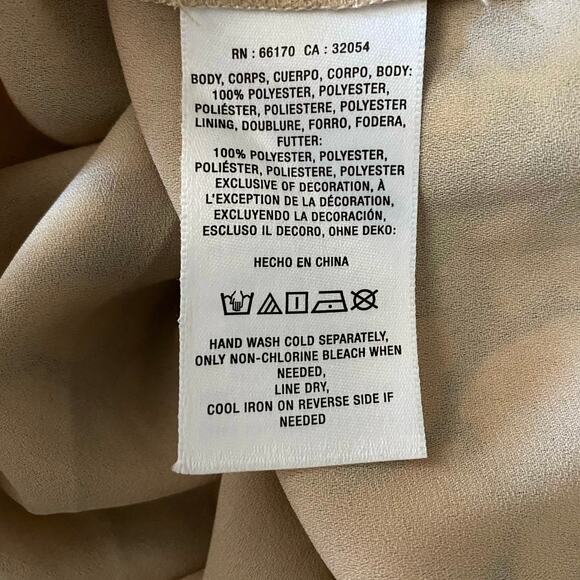 RN : 66170 CA : 32054
BODY, CORPS, CUERPO, CORPO, BODY:
100% POLYESTER, POLYESTER,
POLIÉSTER, POLIESTERE, POLYESTER
LINING, DOUBLURE, FORRO, FODERA,
FUTTER:
100% POLYESTER, POLYESTER,
POLIÉSTER, POLIESTERE, POLYESTER
EXCLUSIVE OF DECORATION, À
L'EXCEPTION DE LA DÉCORATION,
EXCLUYENDO LA DECORACIÓN,
ESCLUSO IL DECORO, OHNE DEKO:
HECHO EN CHINA
HAND WASH COLD SEPARATELY,
ONLY NON-CHLORINE BLEACH WHEN
NEEDED,
LINE DRY,
COOL IRON ON REVERSE SIDE IF
NEEDED